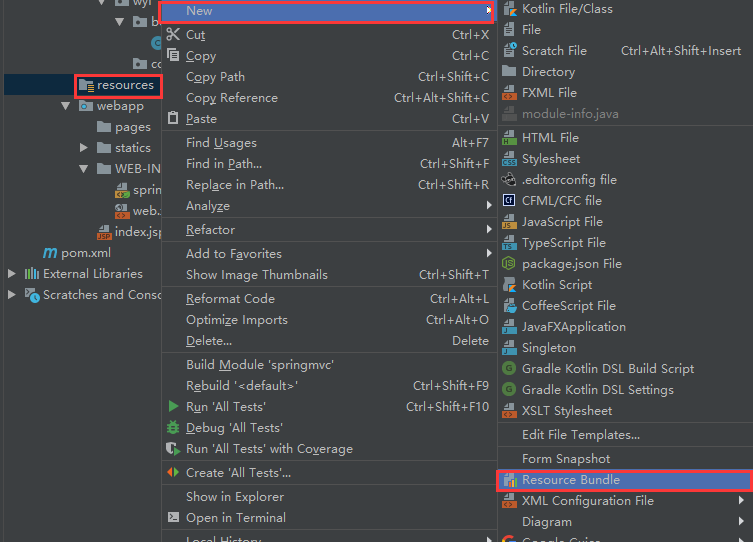 wyf
resources
webapp
pages
statics
WEB-IN
sprin
web.
index.jsp
pom.xml
External Libraries
Scratches and Conso
New
Cut Ctrl+X
Copy Ctrl+C
Copy Path Ctrl+Shift+C
Copy Reference Ctrl+Alt+Shift+C
Paste Ctrl+V
Find Usages Alt+F7
Find in Path... Ctrl+Shift+F
Replace in Path... Ctrl+Shift+R
Analyze
Refactor
Add to Favorites
Show Image Thumbnails Ctrl+Shift+T
Reformat Code Ctrl+Alt+L
Optimize Imports Ctrl+Alt+O
Delete... Delete
Build Module 'springmvc'
Rebuild '<default>' Ctrl+Shift+F9
Run 'All Tests' Ctrl+Shift+F10
Debug 'All Tests'
Run 'All Tests' with Coverage
Create 'All Tests'...
Show in Explorer
Open in Terminal
Local History
Kotlin File/Class
File
Scratch File Ctrl+Alt+Shift+Insert
Directory
FXML File
module-info.java
HTML File
Stylesheet
.editorconfig file
CFML/CFC file
JavaScript File
TypeScript File
package.json File
Kotlin Script
CoffeeScript File
JavaFXApplication
Singleton
Gradle Kotlin DSL Build Script
Gradle Kotlin DSL Settings
XSLT Stylesheet
Edit File Templates...
Form Snapshot
Resource Bundle
XML Configuration File
Diagram
Google Guice